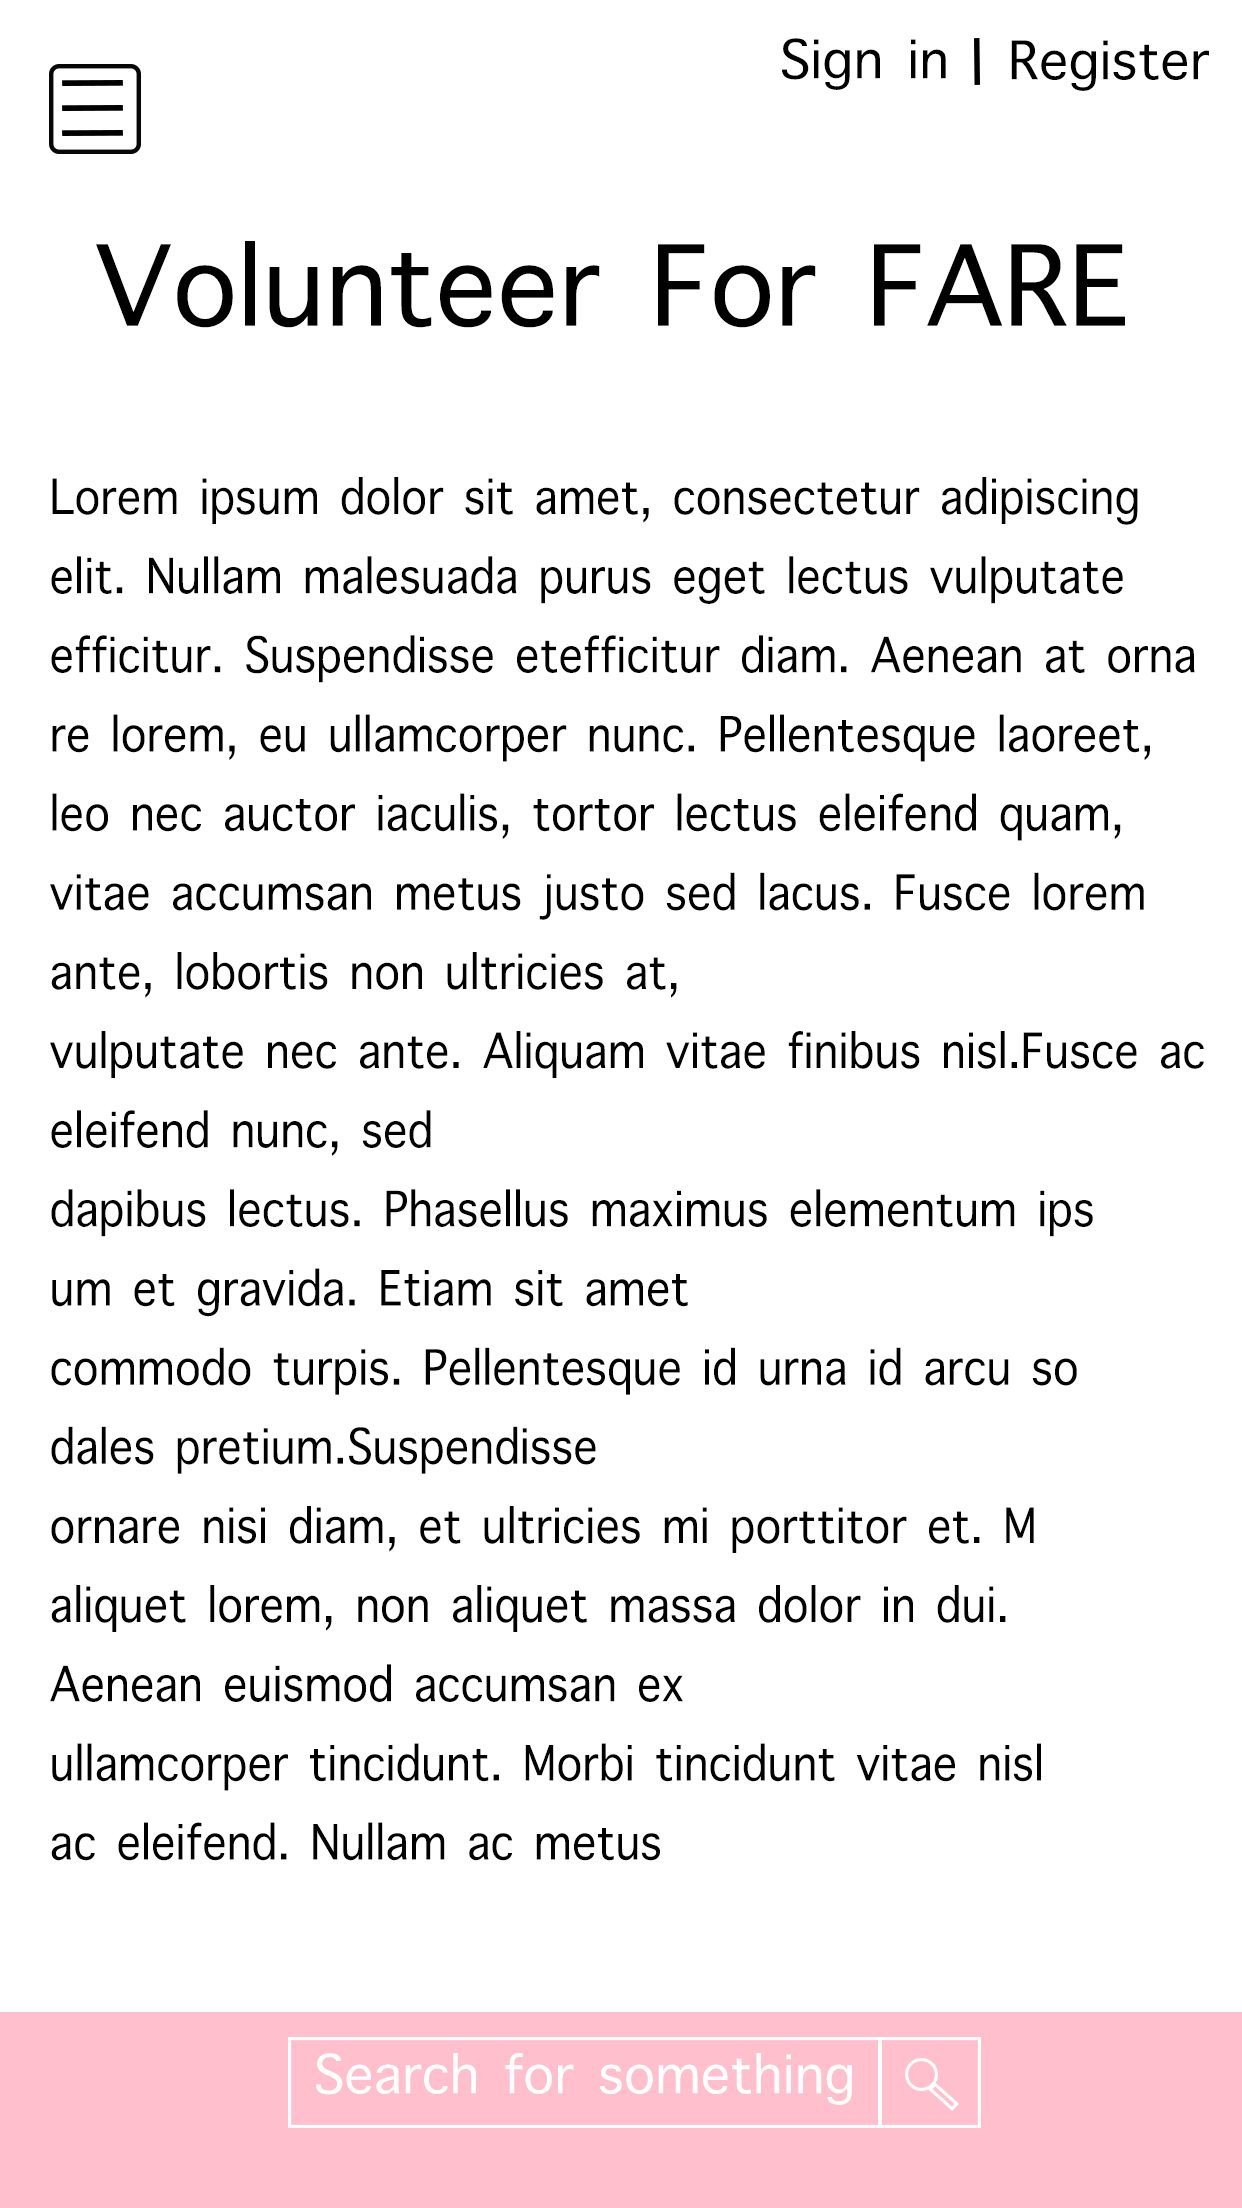 Sign in | Register
Volunteer For FARE
Lorem ipsum dolor sit amet, consectetur adipiscing
elit. Nullam malesuada purus eget lectus vulputate
efficitur. Suspendisse etefficitur diam. Aenean at orna
re lorem, eu ullamcorper nunc. Pellentesque laoreet,
leo nec auctor iaculis, tortor lectus eleifend quam,
vitae accumsan metus justo sed lacus. Fusce lorem
ante, lobortis non ultricies at,
vulputate nec ante. Aliquam vitae finibus nisl.Fusce ac
eleifend nunc, sed
dapibus lectus. Phasellus maximus elementum ips
um et gravida. Etiam sit amet
commodo turpis. Pellentesque id urna id arcu so
dales pretium.Suspendisse
ornare nisi diam, et ultricies mi porttitor et. M
aliquet lorem, non aliquet massa dolor in dui.
Aenean euismod accumsan ex
ullamcorper tincidunt. Morbi tincidunt vitae nisl
ac eleifend. Nullam ac metus
Search for something